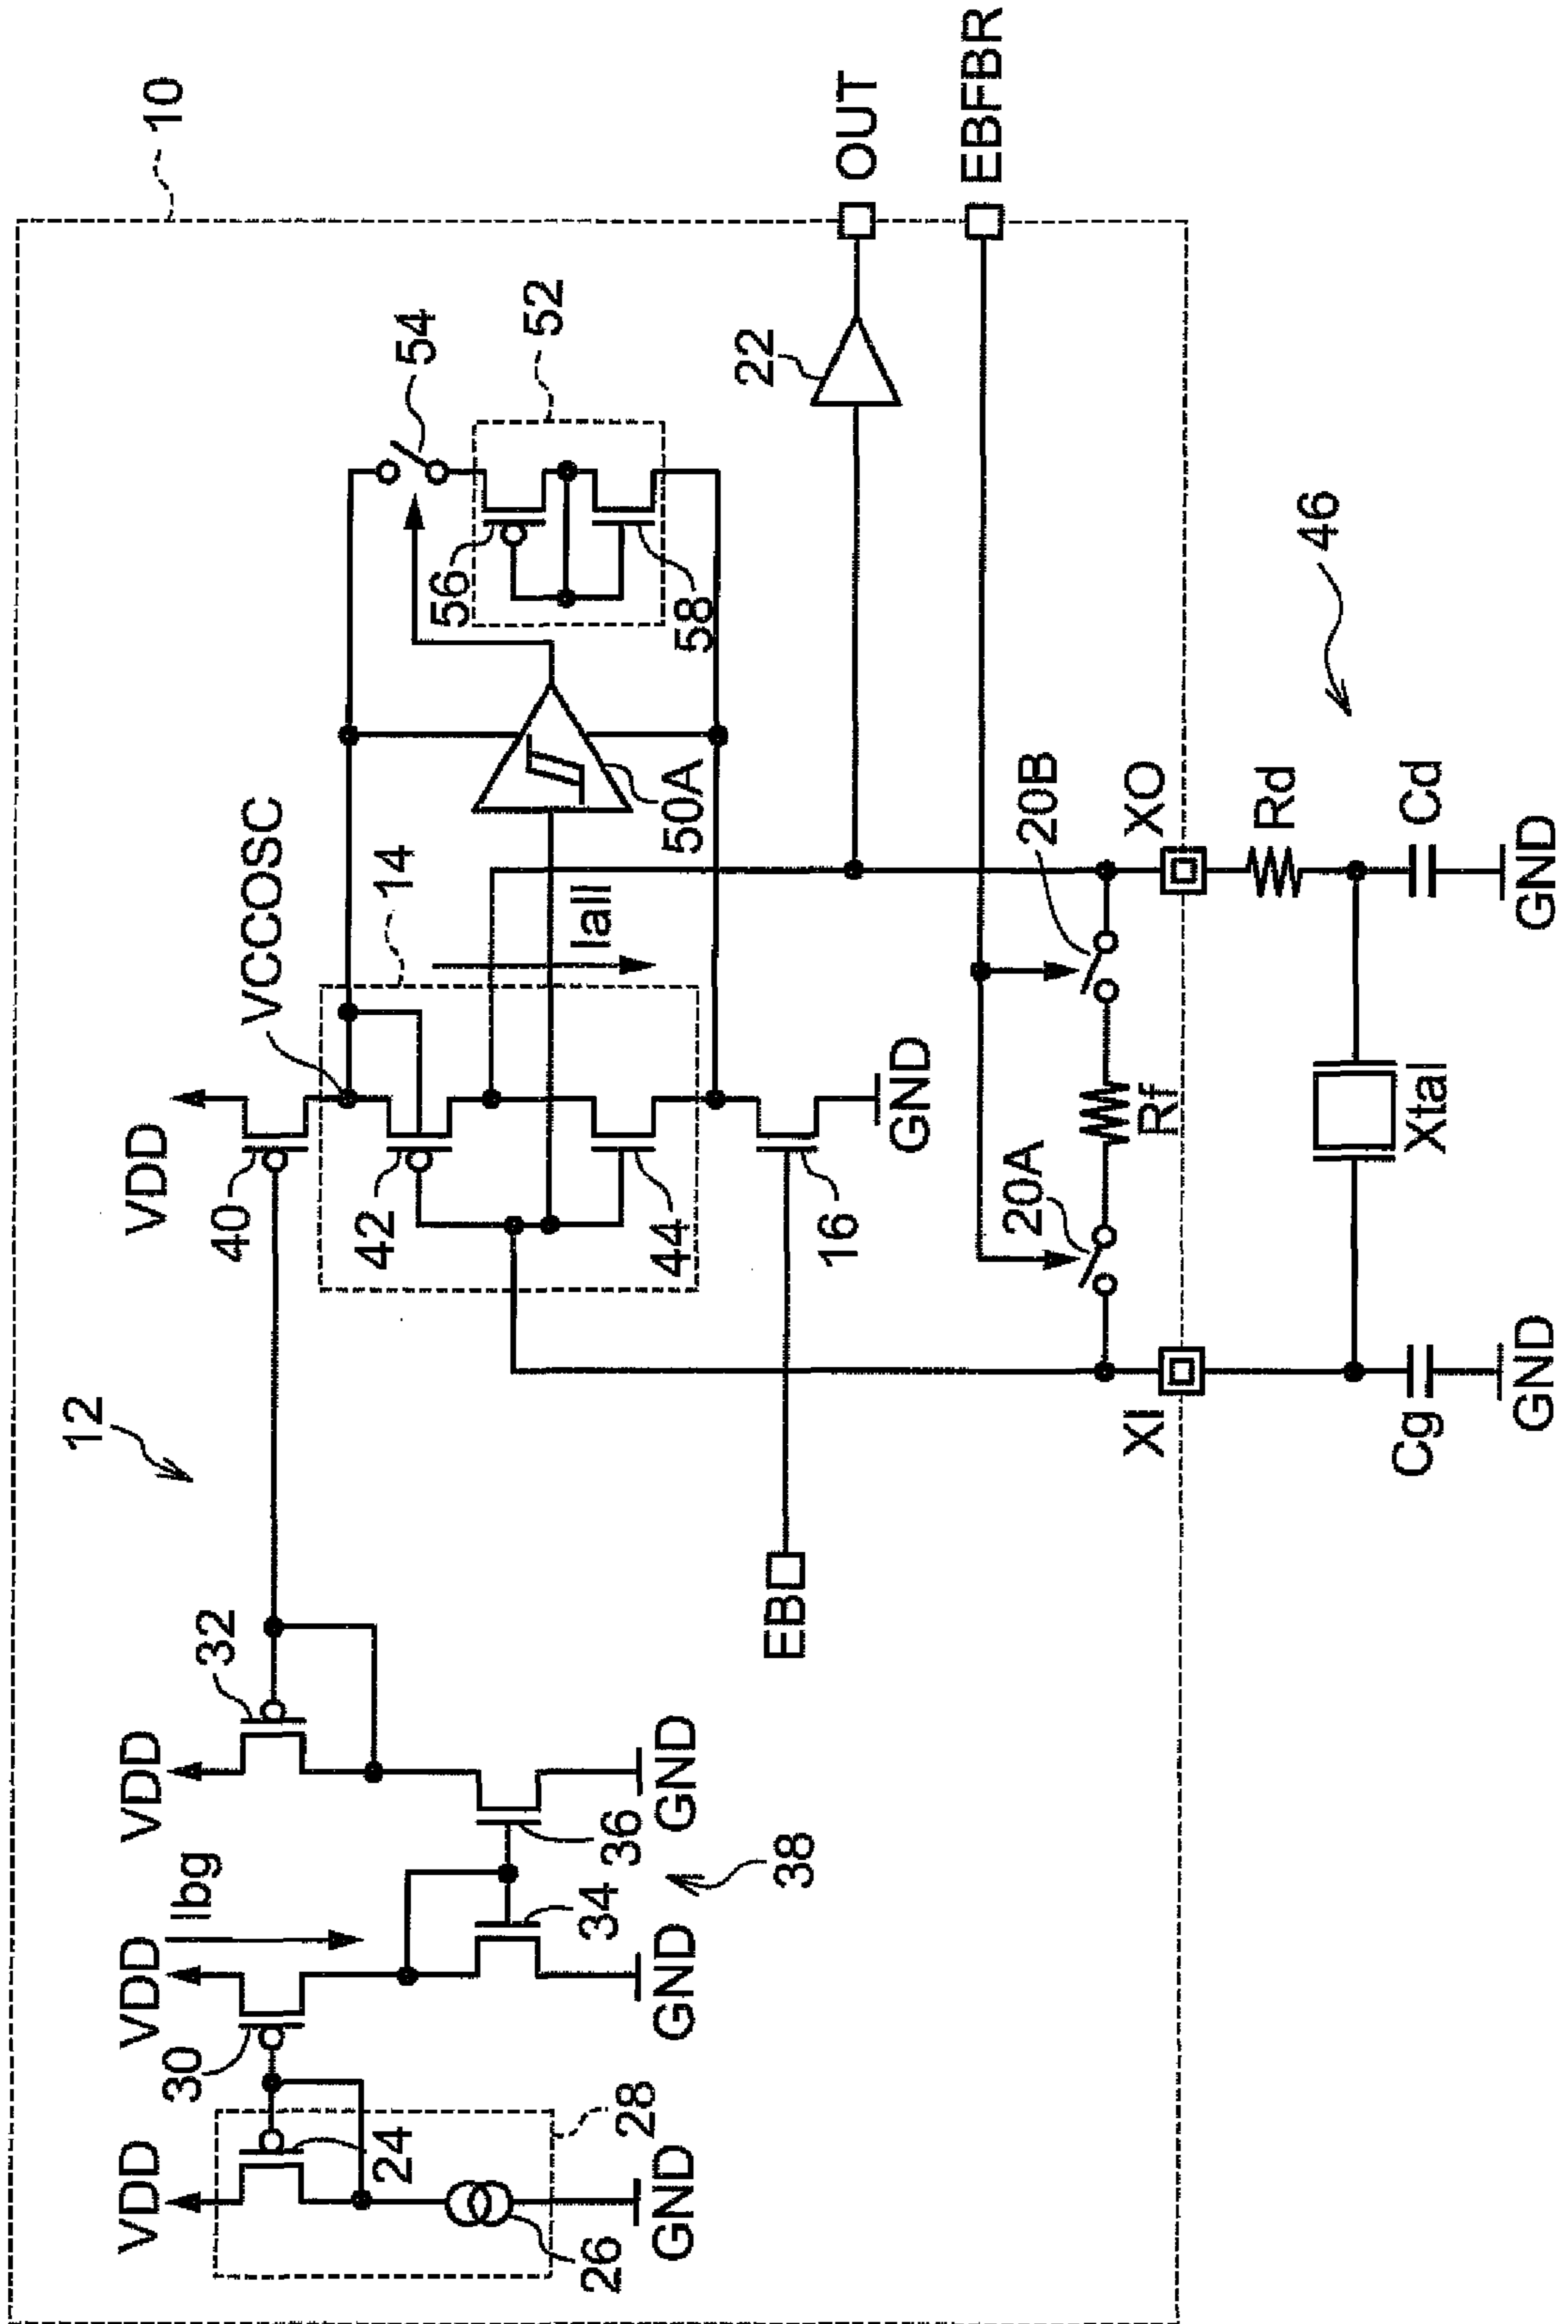 10
12
VDD
VDD
VDD
VDD
Ibg
VCCOSC
40
32
30
24
28
26
GND
GND
GND
34
36
38
14
42
44
Iall
50A
54
52
56
58
22
OUT
EBFBR
EB
16
GND
20A
20B
Rf
XI
XO
Rd
46
Xtal
Cg
Cd
GND
GND